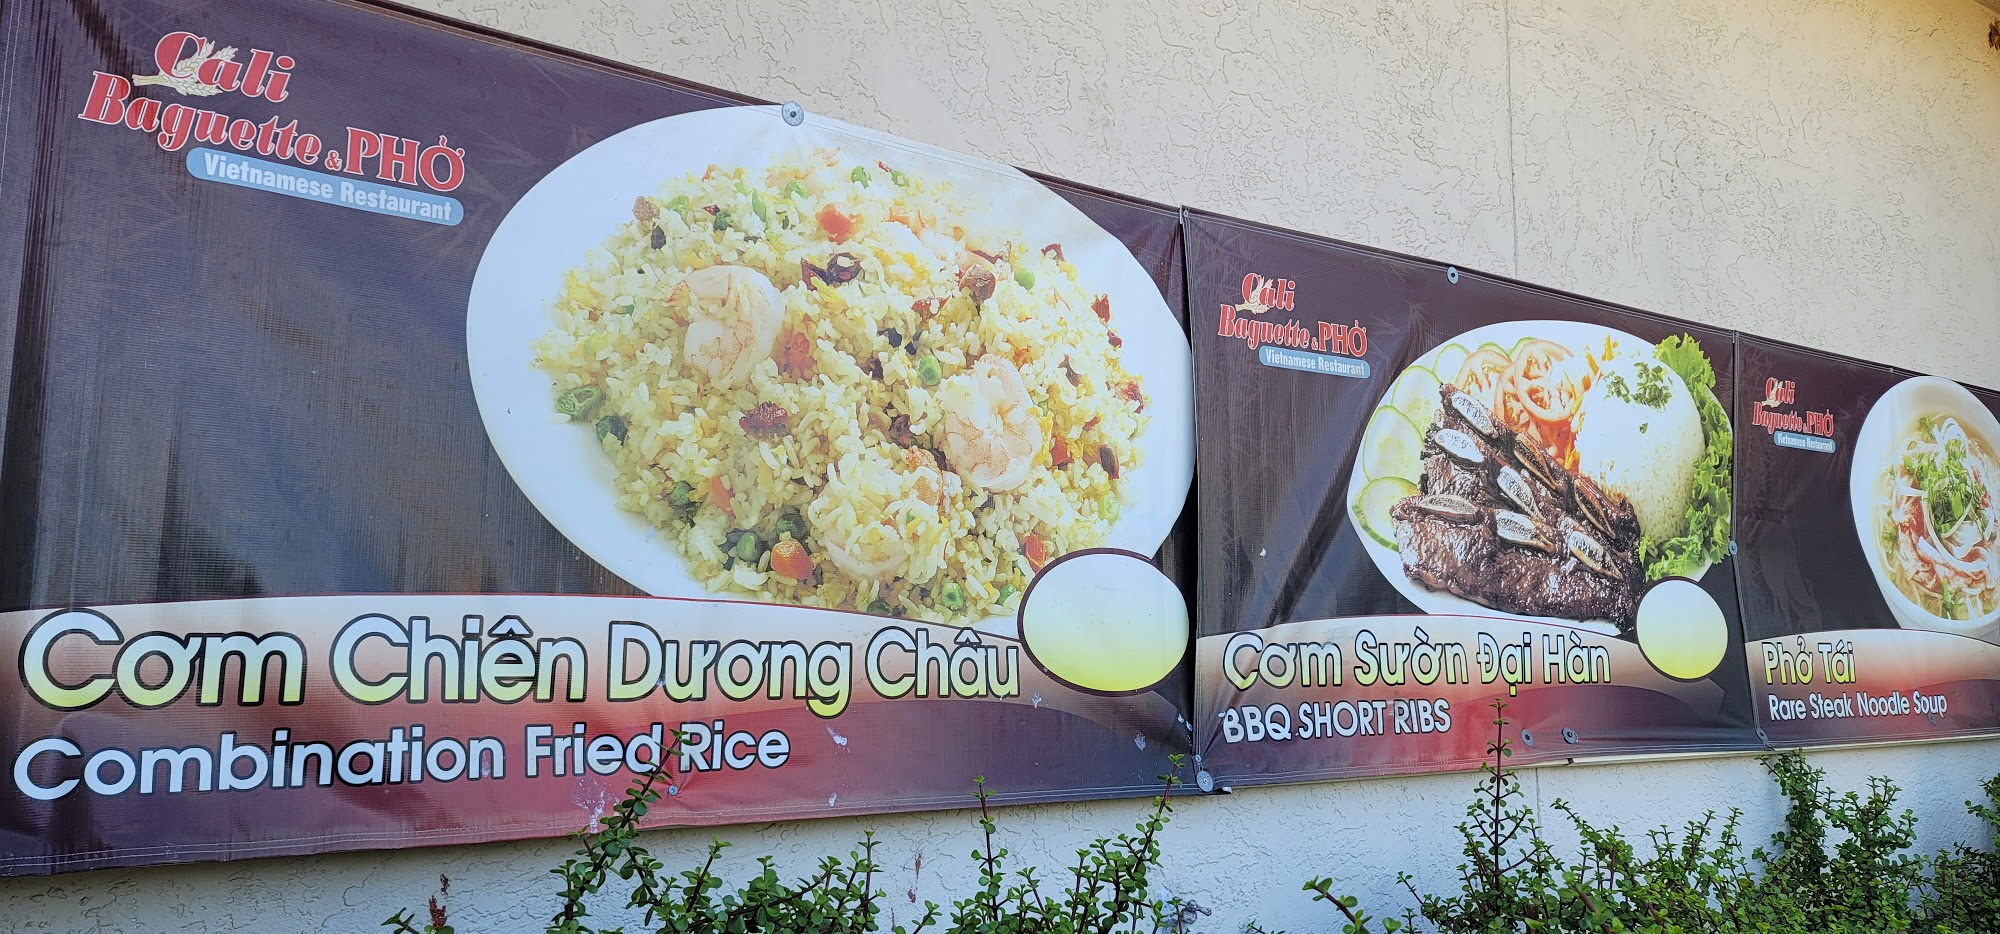 Cali
Baguette & PHỞ
Vietnamese Restaurant
Cơm Chiên Dương Châu
Combination Fried Rice
Cali
Baguette & PHỞ
Vietnamese Restaurant
Cơm Sườn Đại Hàn
BBQ SHORT RIBS
Cali
Baguette & PHỞ
Vietnamese Restaurant
Phở Tái
Rare Steak Noodle Soup